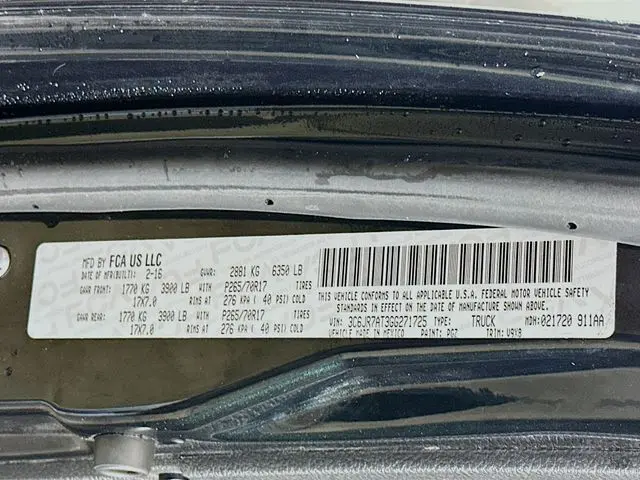 MFD BY FCA US LLC
DATE OF MFR(BUILT): 2-16 GVWR: 2881 KG 6350 LB
GAWR FRONT: 1770 KG 3900 LB WITH P265/70R17 TIRES
17X7.0 RIMS AT 276 KPA ( 40 PSI) COLD
GAWR REAR: 1770 KG 3900 LB WITH P265/70R17 TIRES
17X7.0 RIMS AT 276 KPA ( 40 PSI) COLD
THIS VEHICLE CONFORMS TO ALL APPLICABLE U.S.A. FEDERAL MOTOR VEHICLE SAFETY
STANDARDS IN EFFECT ON THE DATE OF MANUFACTURE SHOWN ABOVE.
VIN: 3C6JR7AT3GG271725 TYPE: TRUCK MDH: 021720 911AA
VEHICLE MADE IN MEXICO PAINT: PGZ TRIM: V9X8